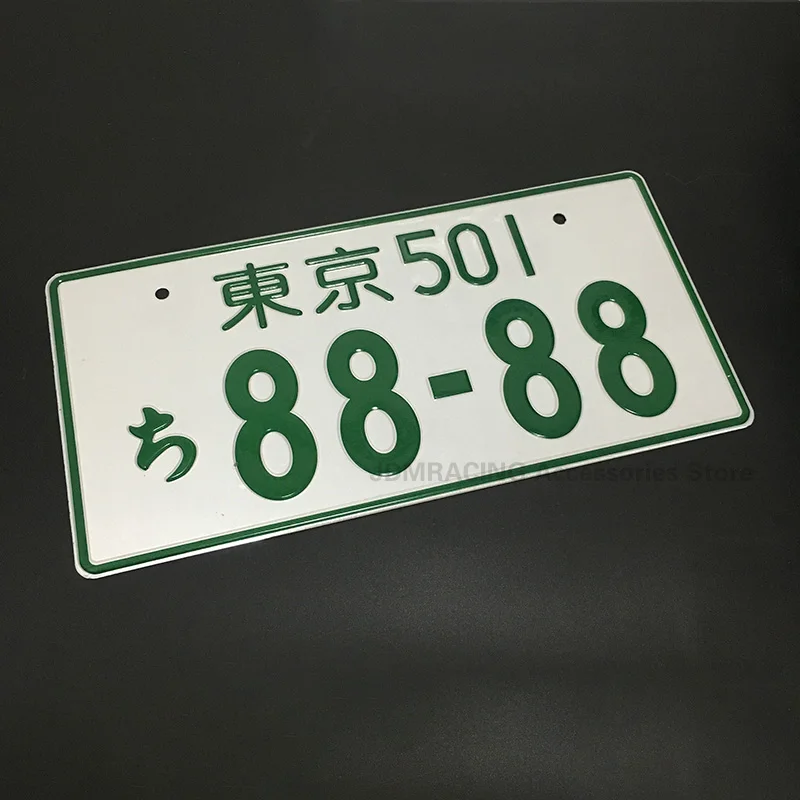 東京501
ち 88-88
JDMRACING Accessories Store